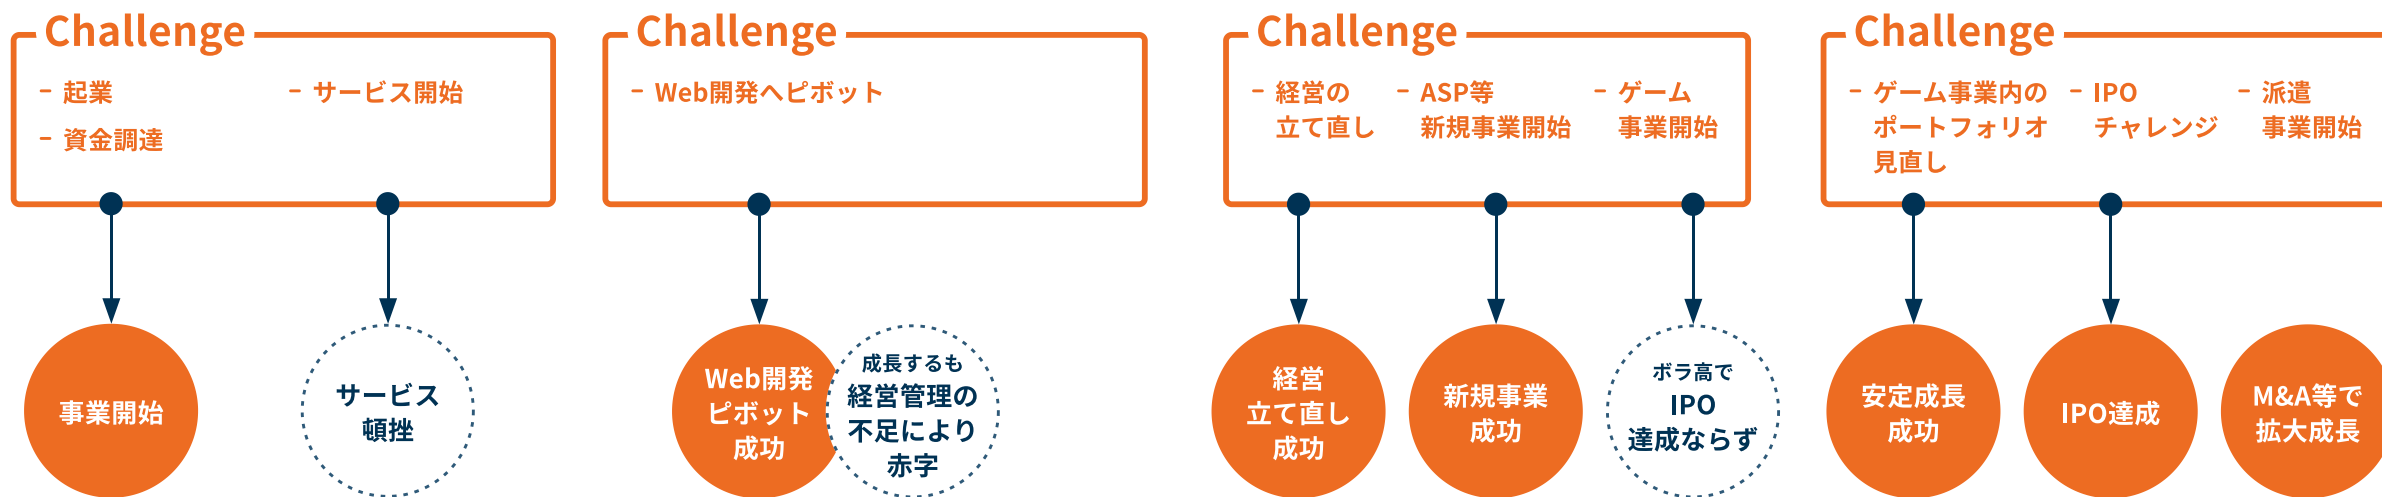 Challenge
- 起業
- 資金調達
- サービス開始
事業開始
サービス
頓挫
Challenge
- Web開発へピボット
Web開発
ピボット
成功
成長するも
経営管理の
不足により
赤字
Challenge
- 経営の
立て直し
- ASP等
新規事業開始
- ゲーム
事業開始
経営
立て直し
成功
新規事業
成功
ボラ高で
IPO
達成ならず
Challenge
- ゲーム事業内の
ポートフォリオ
見直し
- IPO
チャレンジ
- 派遣
事業開始
安定成長
成功
IPO達成
M&A等で
拡大成長